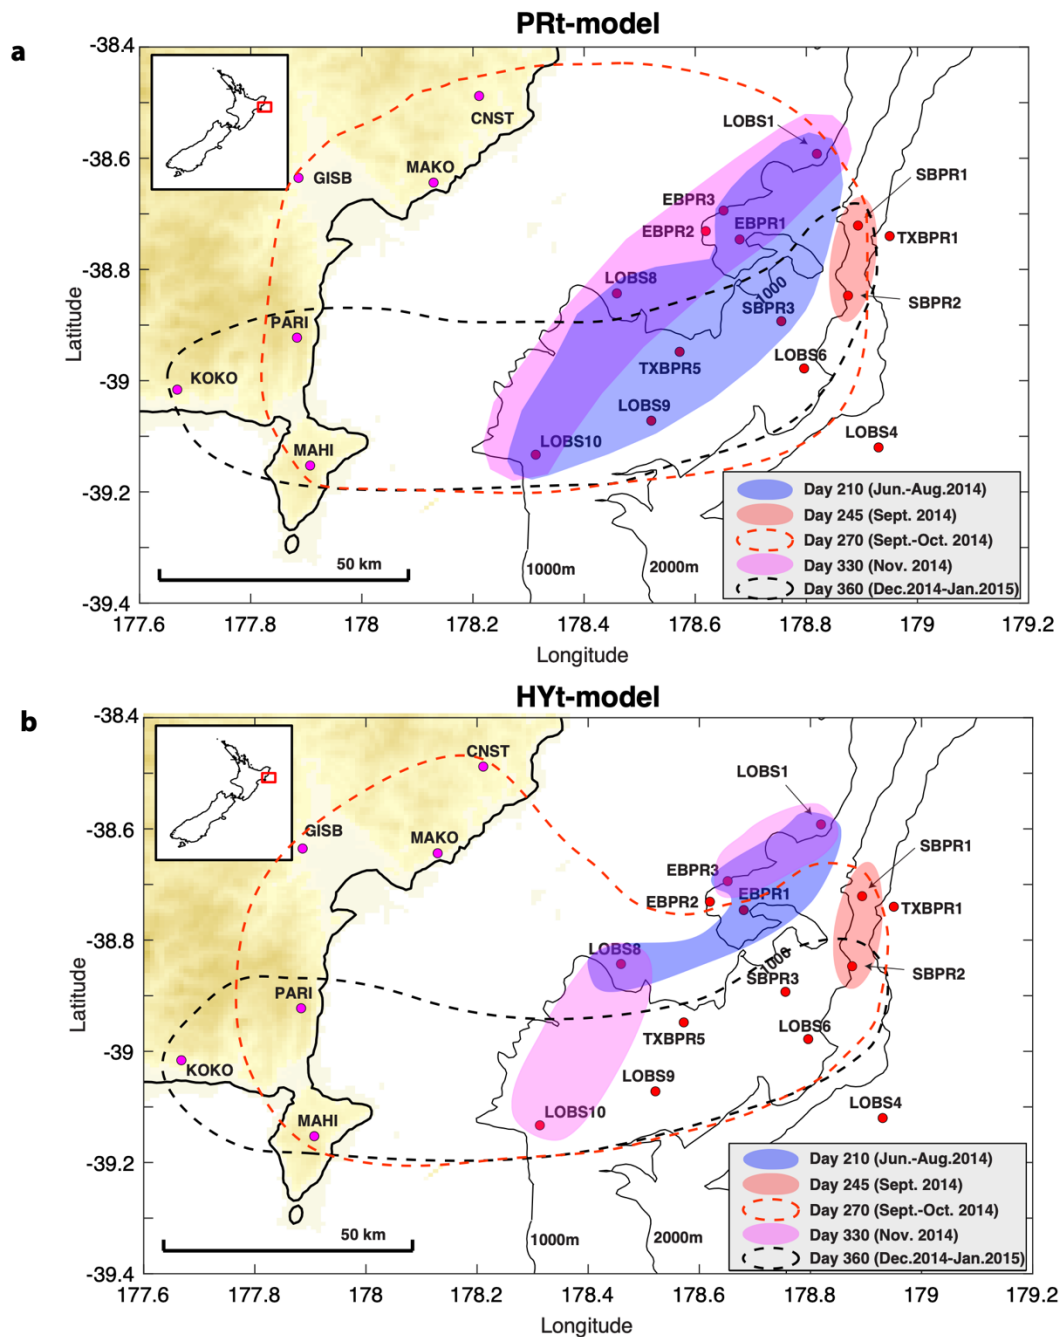 PRt-model
a
-38.4
-38.6
-38.8
-39
-39.2
-39.4
Latitude
CNST
LOBS1
MAKO
GISB
SBPR1
EBPR3
EBPR2
EBPR1
TXBPR1
LOBS8
1000
SBPR3
SBPR2
PARI
TXBPR5
LOBS6
KOKO
LOBS9
LOBS10
LOBS4
MAHI
Day 210 (Jun.-Aug.2014)
Day 245 (Sept. 2014)
Day 270 (Sept.-Oct. 2014)
Day 330 (Nov. 2014)
Day 360 (Dec.2014-Jan.2015)
50 km
1000m
2000m
177.6 177.8 178 178.2 178.4 178.6 178.8 179 179.2
Longitude
HYt-model
b
-38.4
-38.6
-38.8
-39
-39.2
-39.4
Latitude
CNST
LOBS1
GISB
MAKO
SBPR1
EBPR3
EBPR2
EBPR1
TXBPR1
LOBS8
1000
SBPR3
SBPR2
PARI
TXBPR5
LOBS6
KOKO
LOBS9
LOBS10
LOBS4
MAHI
Day 210 (Jun.-Aug.2014)
Day 245 (Sept. 2014)
Day 270 (Sept.-Oct. 2014)
Day 330 (Nov. 2014)
Day 360 (Dec.2014-Jan.2015)
50 km
1000m
2000m
177.6 177.8 178 178.2 178.4 178.6 178.8 179 179.2
Longitude